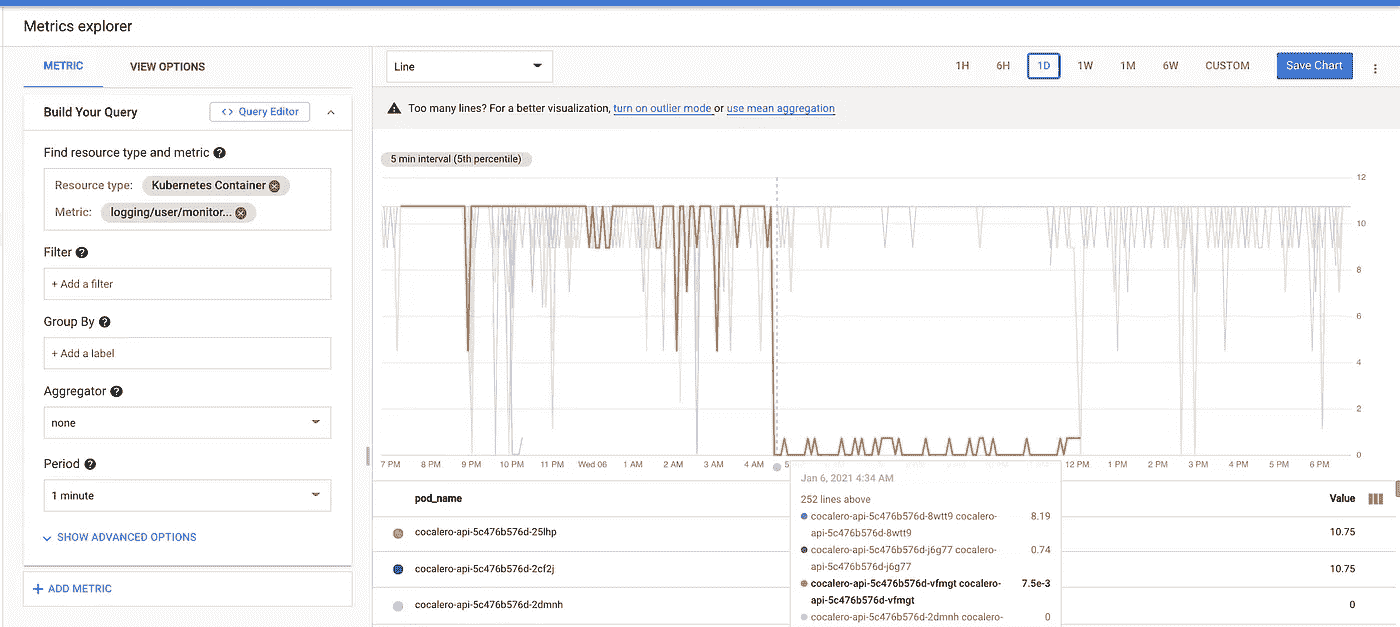 Metrics explorer
METRIC
VIEW OPTIONS
Build Your Query
<> Query Editor
Find resource type and metric
Resource type: Kubernetes Container
Metric: logging/user/monitor...
Filter
+ Add a filter
Group By
+ Add a label
Aggregator
none
Period
1 minute
SHOW ADVANCED OPTIONS
+ ADD METRIC
Line
1H 6H 1D 1W 1M 6W CUSTOM Save Chart
Too many lines? For a better visualization, turn on outlier mode or use mean aggregation
5 min interval (5th percentile)
12
10
8
6
4
2
0
7 PM 8 PM 9 PM 10 PM 11 PM Wed 06 1 AM 2 AM 3 AM 4 AM 5 12 PM 1 PM 2 PM 3 PM 4 PM 5 PM 6 PM
Jan 6, 2021 4:34 AM
252 lines above
cocalero-api-5c476b576d-8wtt9 cocalero- 8.19
api-5c476b576d-8wtt9
cocalero-api-5c476b576d-j6g77 cocalero- 0.74
api-5c476b576d-j6g77
cocalero-api-5c476b576d-vfmgt cocalero- 7.5e-3
api-5c476b576d-vfmgt
cocalero-api-5c476b576d-2dmnh cocalero- 0
pod_name Value
cocalero-api-5c476b576d-25lhp 10.75
cocalero-api-5c476b576d-2cf2j 10.75
cocalero-api-5c476b576d-2dmnh 0